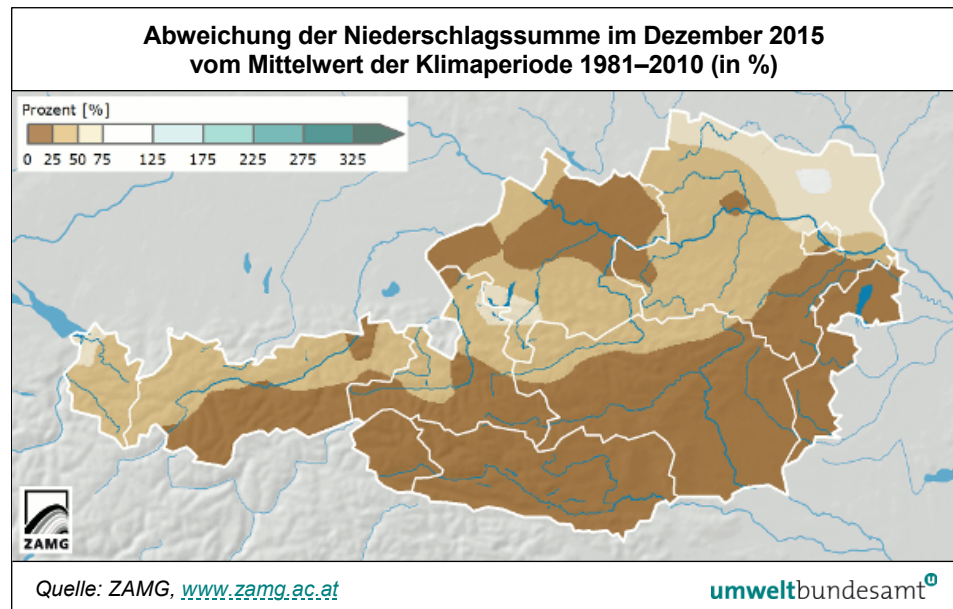 Abweichung der Niederschlagssumme im Dezember 2015
vom Mittelwert der Klimaperiode 1981–2010 (in %)
Prozent [%]
0 25 50 75 125 175 225 275 325
ZAMG
Quelle: ZAMG, www.zamg.ac.at
umweltbundesamt u